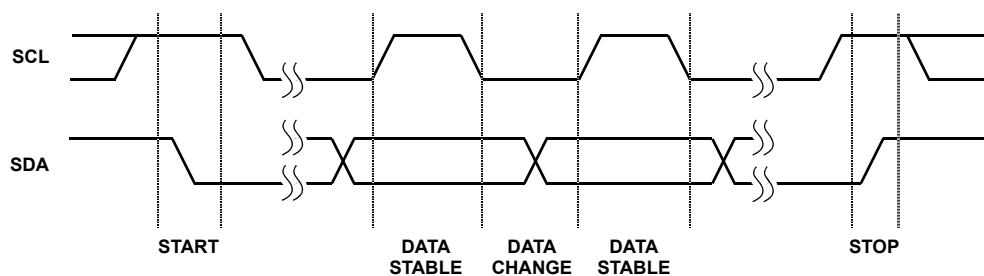 SCL
SDA
START
DATA
STABLE
DATA
CHANGE
DATA
STABLE
STOP